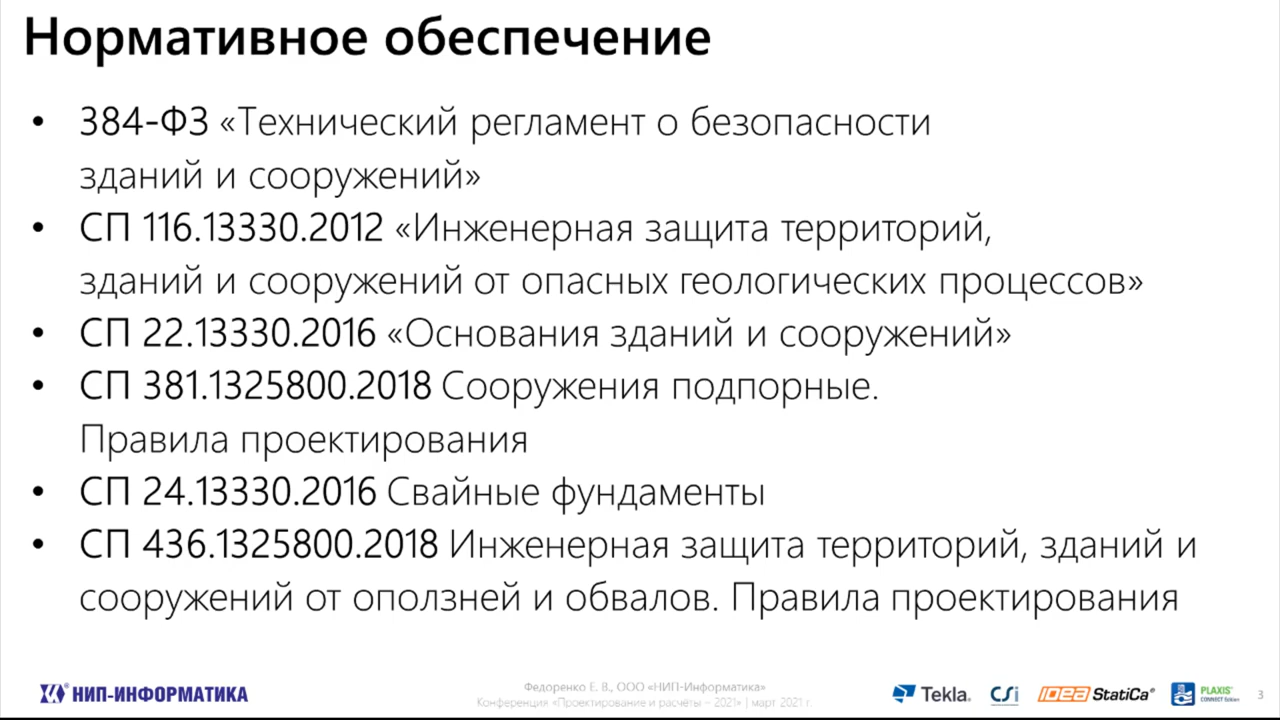 Нормативное обеспечение
• 384-ФЗ «Технический регламент о безопасности
зданий и сооружений»
• СП 116.13330.2012 «Инженерная защита территорий,
зданий и сооружений от опасных геологических процессов»
• СП 22.13330.2016 «Основания зданий и сооружений»
• СП 381.1325800.2018 Сооружения подпорные.
Правила проектирования
• СП 24.13330.2016 Свайные фундаменты
• СП 436.1325800.2018 Инженерная защита территорий, зданий и
сооружений от оползней и обвалов. Правила проектирования
НИП-ИНФОРМАТИКА
Федоренко Е. В., ООО «НИП-Информатика»
Конференция «Проектирование и расчёты – 2021» | март 2021 г.
Tekla
CSi
IDEA StatiCa®
PLAXIS®
CONNECT Edition
3